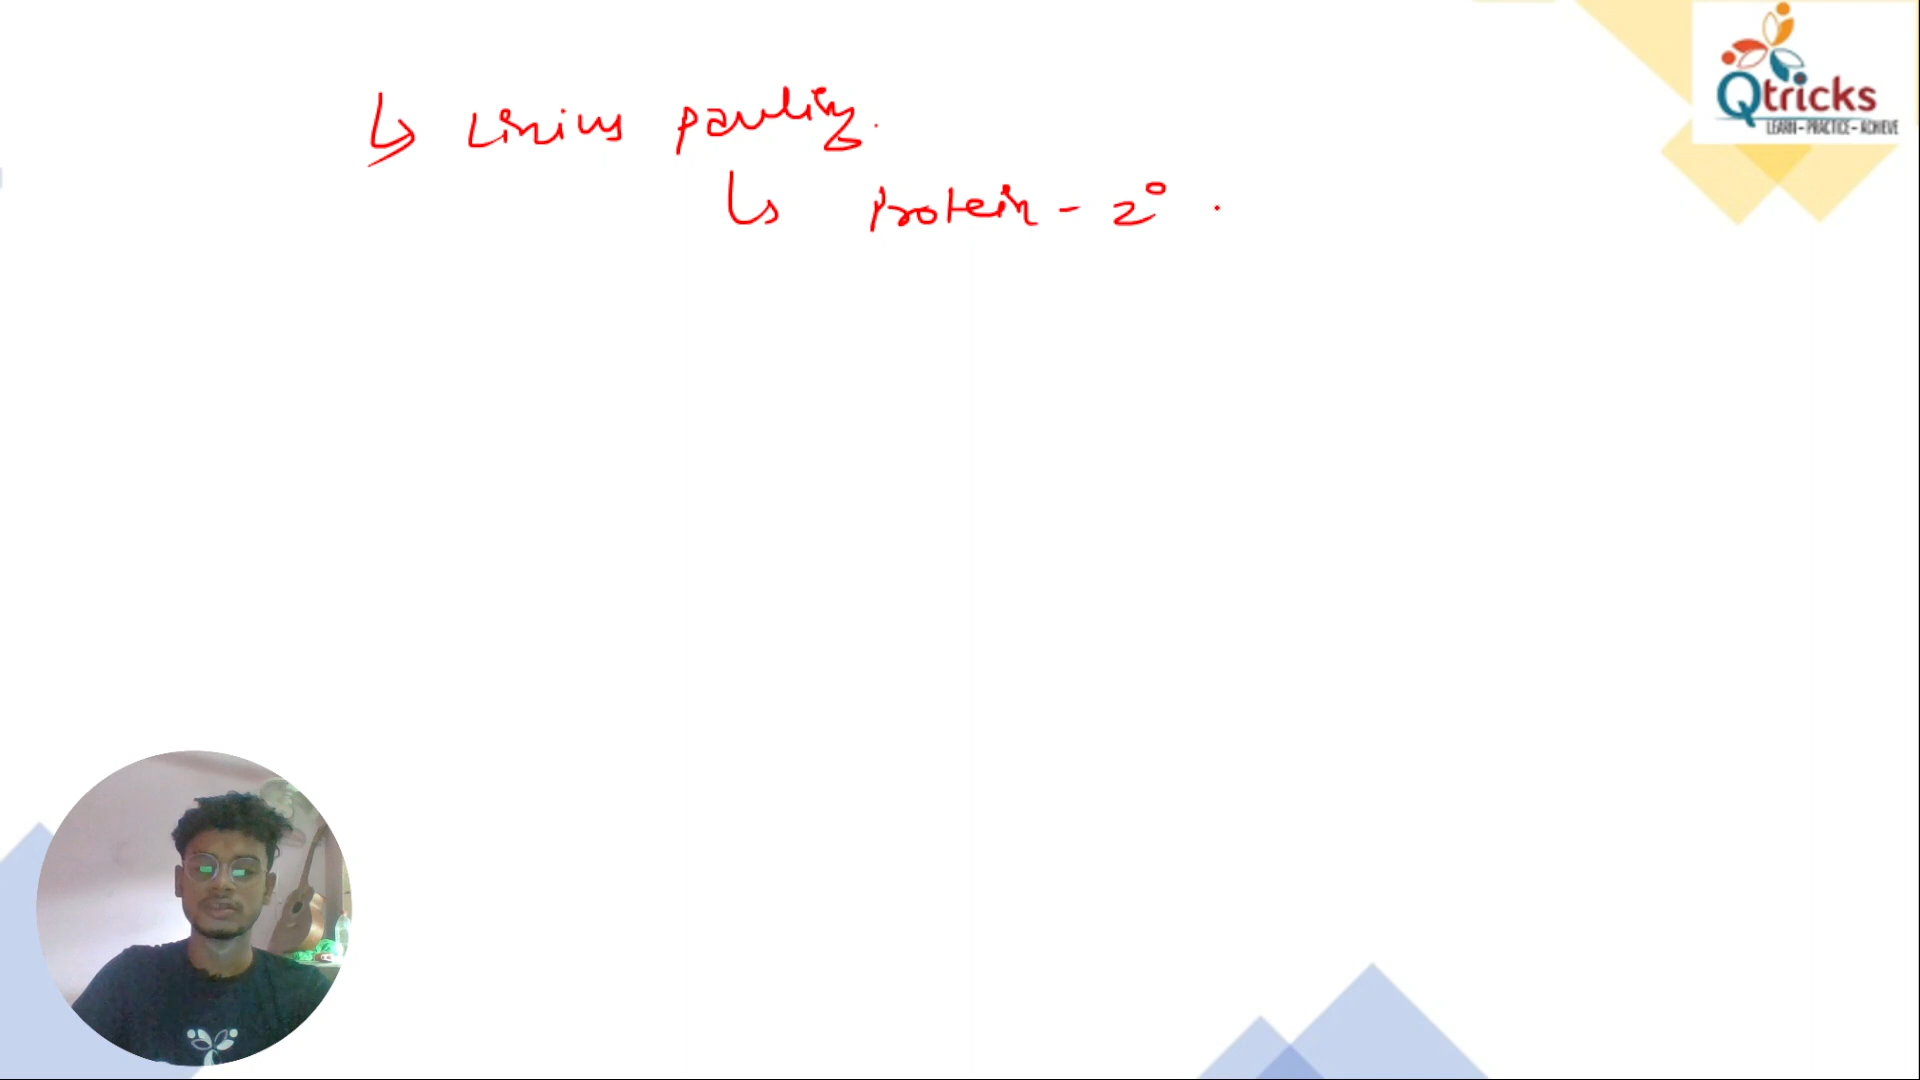 Qtricks
LEARN - PRACTICE - ACHIEVE
↳ Linius pauling.
↳ protein - 2° .